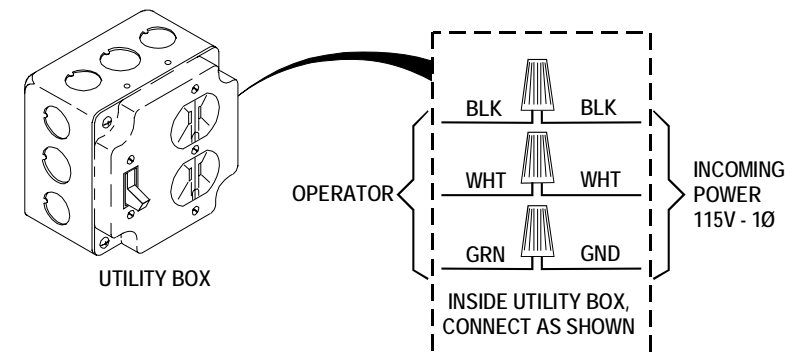 BLK BLK
WHT WHT
GRN GND
OPERATOR
INCOMING
POWER
115V - 1Ø
UTILITY BOX
INSIDE UTILITY BOX,
CONNECT AS SHOWN